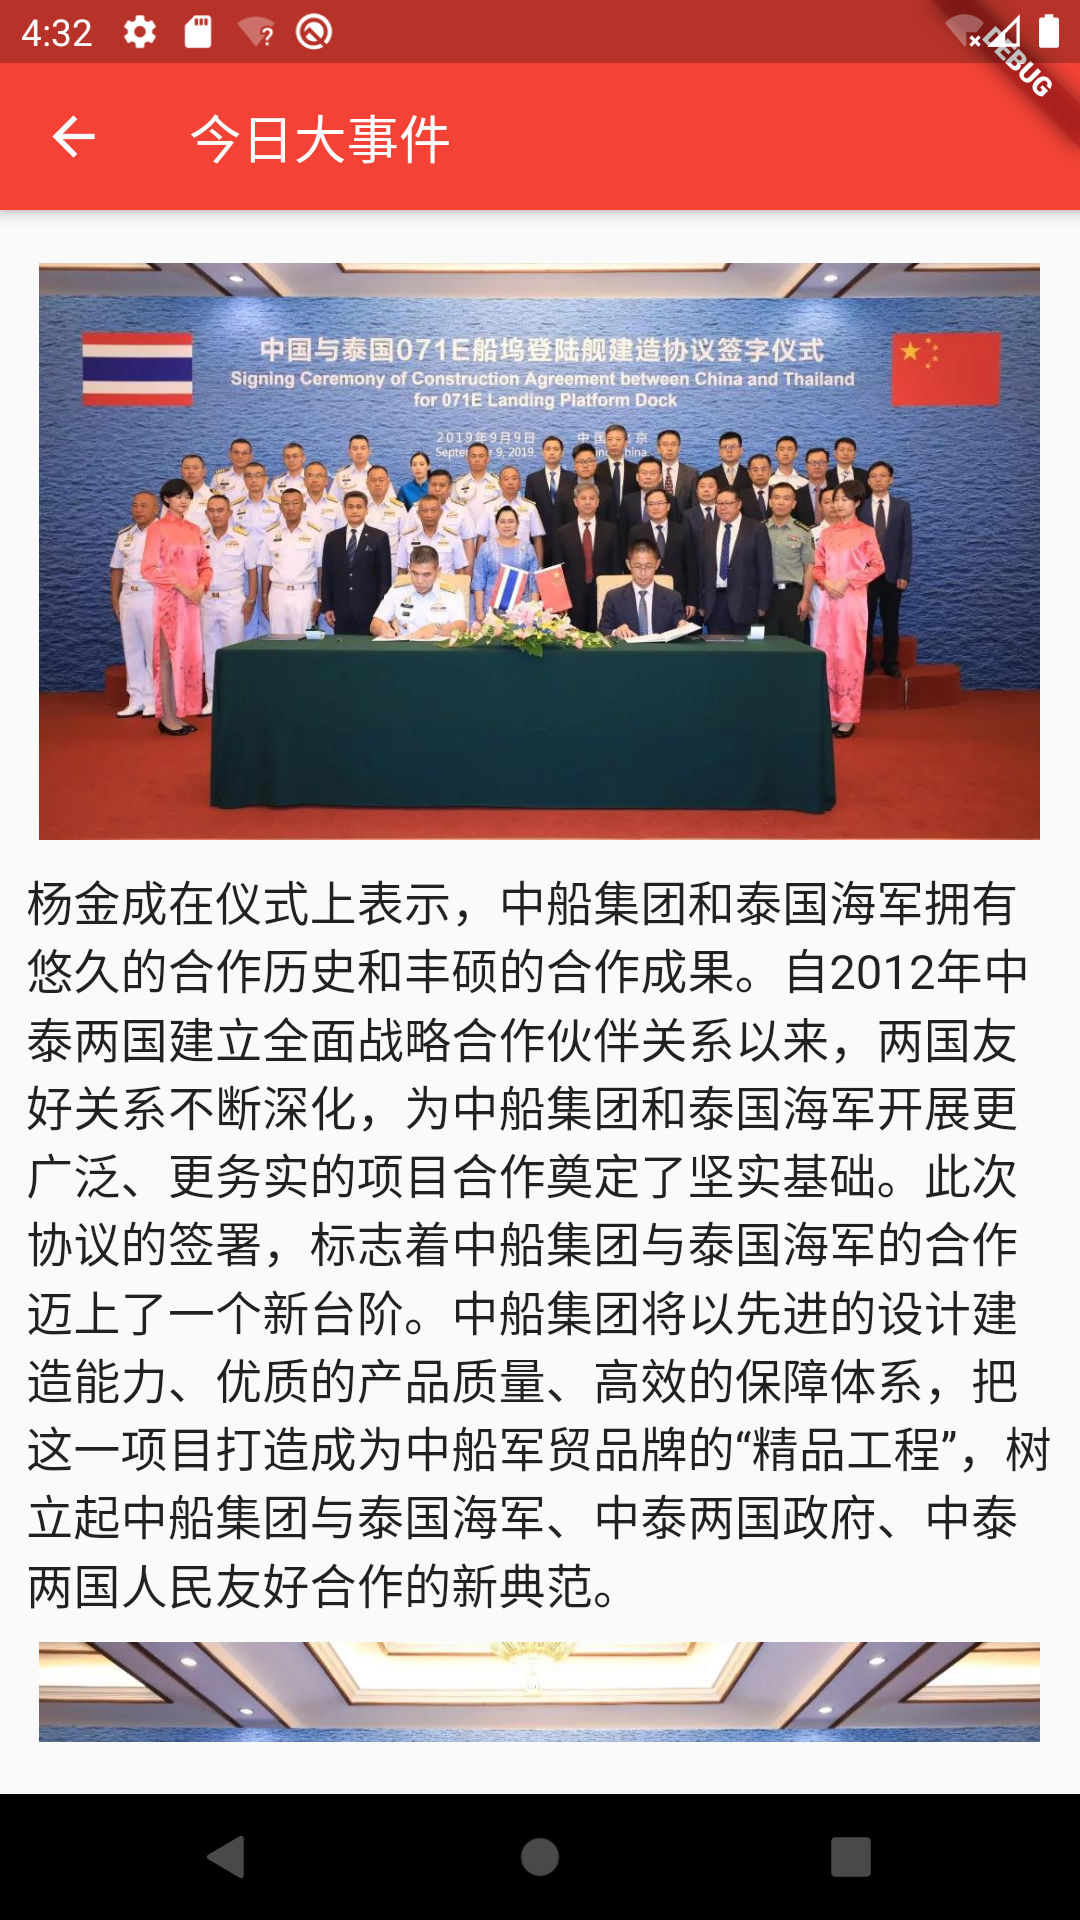 4:32
DEBUG
今日大事件
中国与泰国071E船坞登陆舰建造协议签字仪式
Signing Ceremony of Construction Agreement between China and Thailand
for 071E Landing Platform Dock
2019年9月9日 中国 北京
9, 2019.
杨金成在仪式上表示，中船集团和泰国海军拥有
悠久的合作历史和丰硕的合作成果。自2012年中
泰两国建立全面战略合作伙伴关系以来，两国友
好关系不断深化，为中船集团和泰国海军开展更
广泛、更务实的项目合作奠定了坚实基础。此次
协议的签署，标志着中船集团与泰国海军的合作
迈上了一个新台阶。中船集团将以先进的设计建
造能力、优质的产品质量、高效的保障体系，把
这一项目打造成为中船军贸品牌的“精品工程”，树
立起中船集团与泰国海军、中泰两国政府、中泰
两国人民友好合作的新典范。